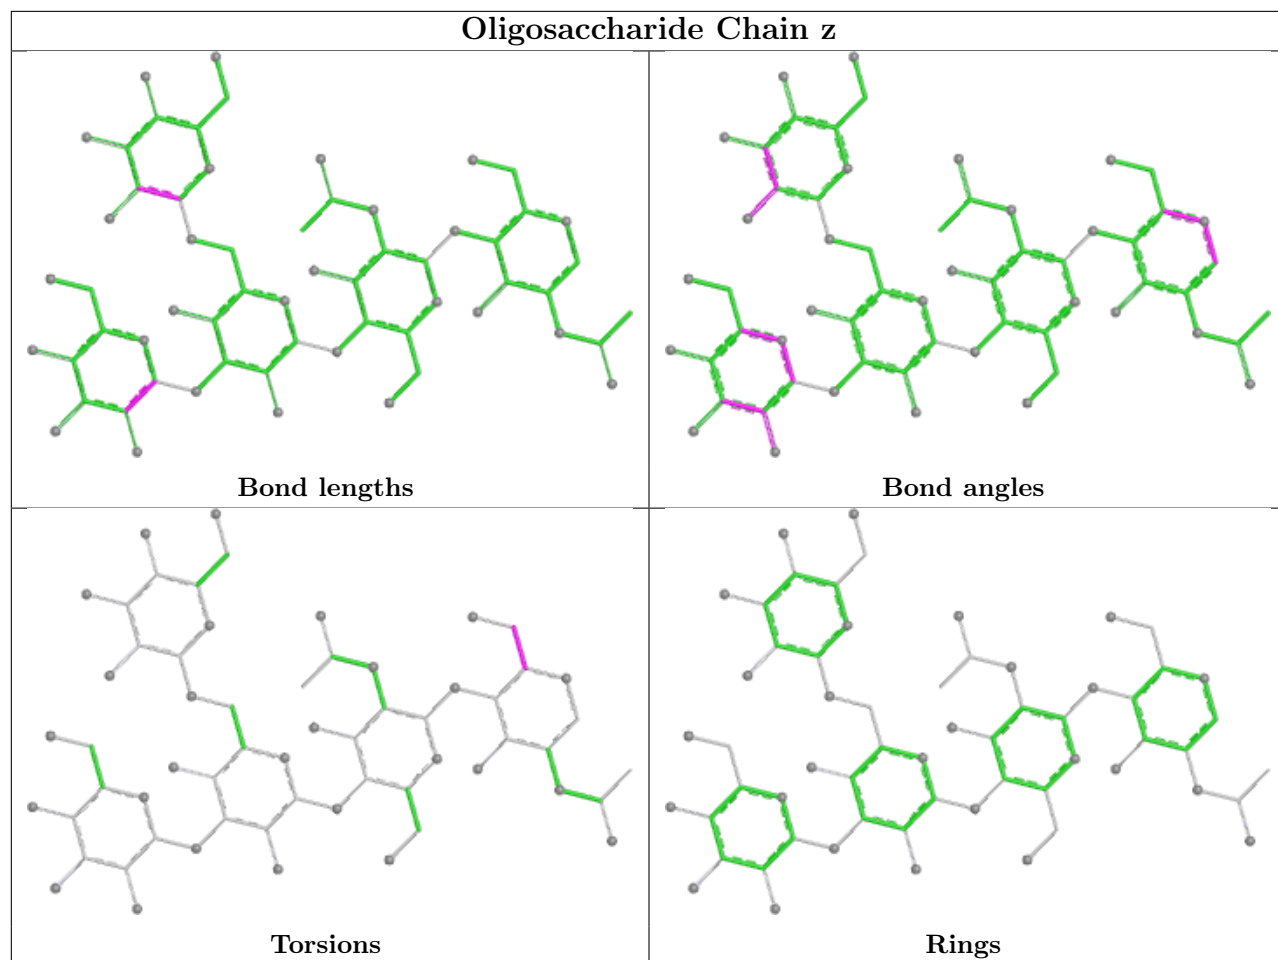 Oligosaccharide Chain z
Bond lengths
Bond angles
Torsions
Rings